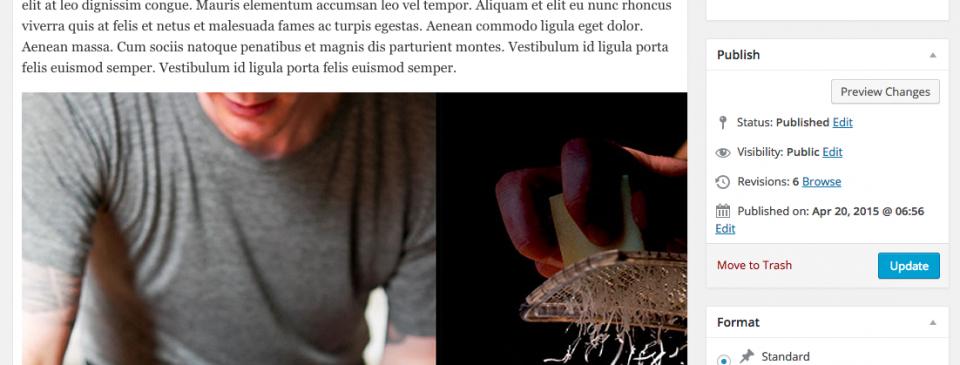 elit at leo dignissim congue. Mauris elementum accumsan leo vel tempor. Aliquam et elit eu nunc rhoncus
viverra quis at felis et netus et malesuada fames ac turpis egestas. Aenean commodo ligula eget dolor.
Aenean massa. Cum sociis natoque penatibus et magnis dis parturient montes. Vestibulum id ligula porta
felis euismod semper. Vestibulum id ligula porta felis euismod semper.
Publish
Preview Changes
Status: Published Edit
Visibility: Public Edit
Revisions: 6 Browse
Published on: Apr 20, 2015 @ 06:56
Edit
Move to Trash
Update
Format
Standard